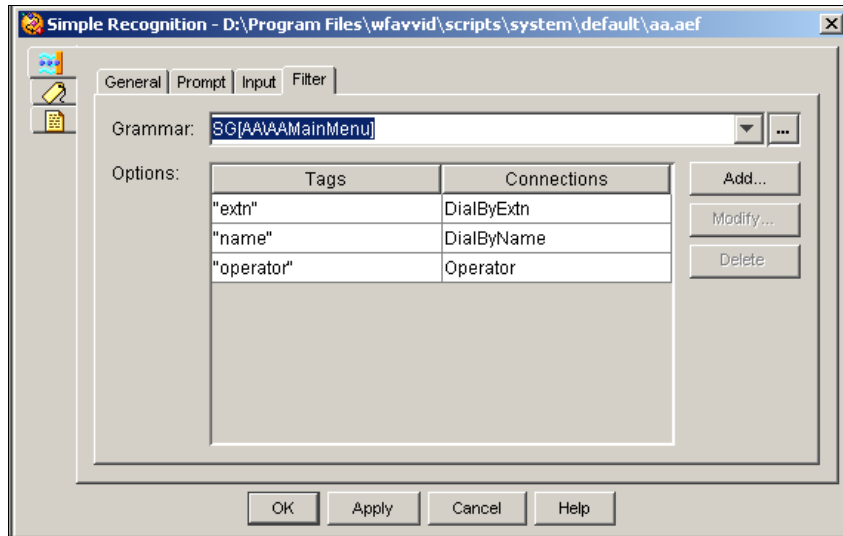 Simple Recognition - D:\Program Files\wfavvid\scripts\system\default\aa.aef
General Prompt Input Filter
Grammar: SG[AA\AAMainMenu] ...
Options: Tags Connections Add...
"extn" DialByExtn Modify...
"name" DialByName
"operator" Operator Delete
OK Apply Cancel Help